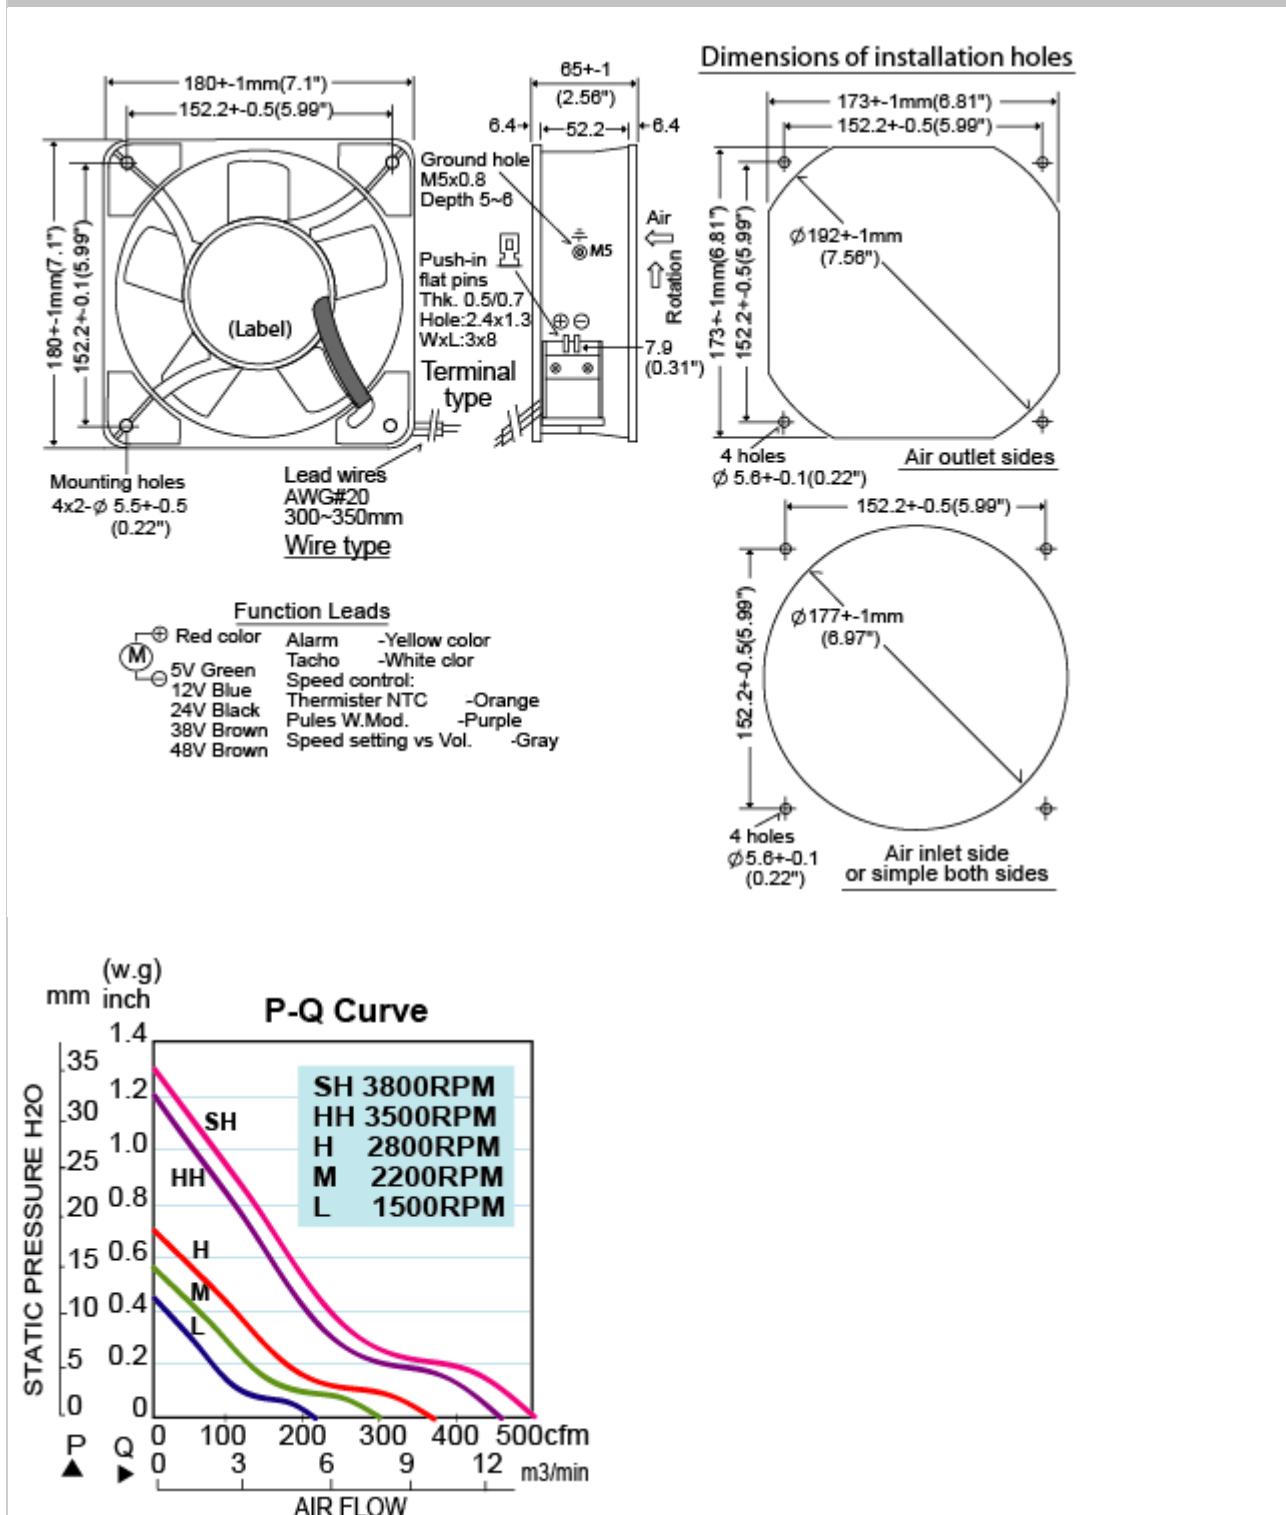 Dimensions of installation holes
180+-1mm(7.1")
152.2+-0.5(5.99")
180+-1mm(7.1")
152.2+-0.1(5.99")
(Label)
Mounting holes
4x2-ϕ 5.5+-0.5
(0.22")
Lead wires
AWG#20
300~350mm
Wire type
65+-1
(2.56")
6.4
52.2
6.4
Ground hole
M5x0.8
Depth 5~6
M5
Push-in
flat pins
Thk. 0.5/0.7
Hole:2.4x1.3
WxL:3x8
Terminal
type
Air
Rotation
7.9
(0.31")
173+-1mm(6.81")
152.2+-0.5(5.99")
173+-1mm(6.81")
152.2+-0.5(5.99")
ϕ192+-1mm
(7.56")
4 holes
ϕ 5.6+-0.1(0.22")
Air outlet sides
152.2+-0.5(5.99")
152.2+-0.5(5.99")
ϕ177+-1mm
(6.97")
4 holes
ϕ5.6+-0.1
(0.22")
Air inlet side
or simple both sides
Function Leads
M
⊕ Red color
⊖ 5V Green
12V Blue
24V Black
38V Brown
48V Brown
Alarm -Yellow color
Tacho -White clor
Speed control:
Thermister NTC -Orange
Pules W.Mod. -Purple
Speed setting vs Vol. -Gray
(w.g)
mm inch
P-Q Curve
STATIC PRESSURE H2O
35
30
25
20
15
10
5
0
1.4
1.2
1.0
0.8
0.6
0.4
0.2
0
SH 3800RPM
HH 3500RPM
H 2800RPM
M 2200RPM
L 1500RPM
SH
HH
H
M
L
P ▲
Q ▶
0 100 200 300 400 500cfm
0 3 6 9 12 m3/min
AIR FLOW